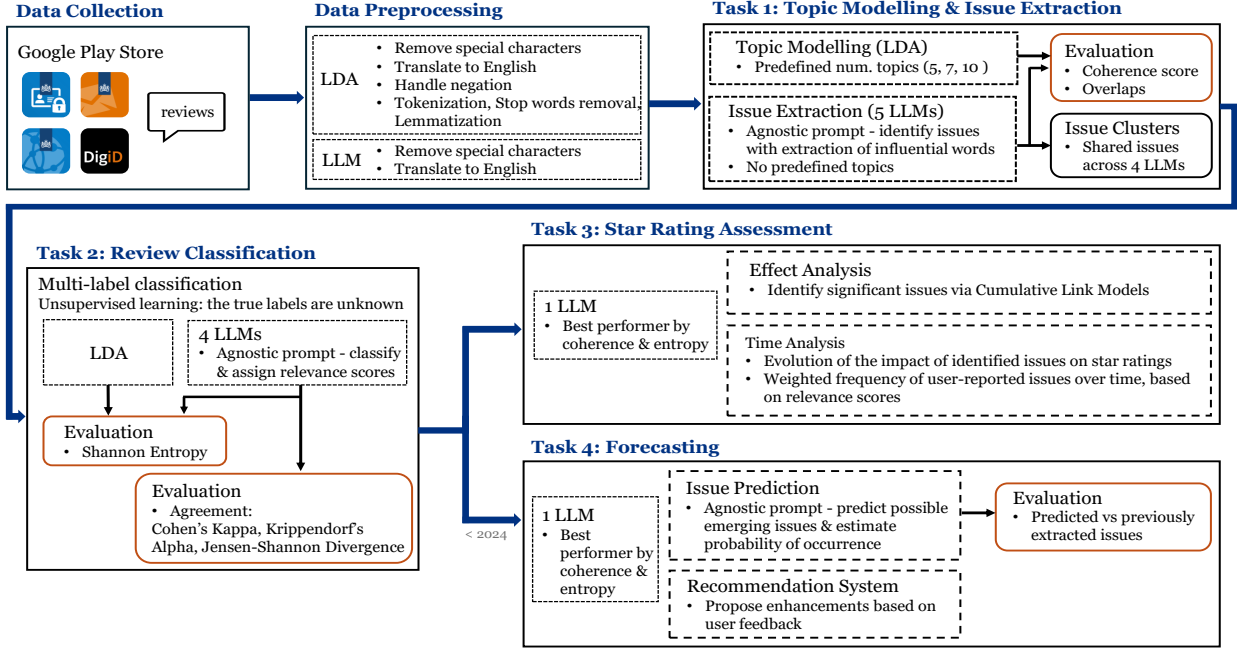 Data Collection
Google Play Store
reviews
DigiD
Data Preprocessing
LDA
• Remove special characters
• Translate to English
• Handle negation
• Tokenization, Stop words removal,
Lemmatization
LLM
• Remove special characters
• Translate to English
Task 1: Topic Modelling & Issue Extraction
Topic Modelling (LDA)
• Predefined num. topics (5, 7, 10 )
Issue Extraction (5 LLMs)
• Agnostic prompt - identify issues
with extraction of influential words
• No predefined topics
Evaluation
• Coherence score
• Overlaps
Issue Clusters
• Shared issues
across 4 LLMs
Task 2: Review Classification
Multi-label classification
Unsupervised learning: the true labels are unknown
LDA
4 LLMs
• Agnostic prompt - classify
& assign relevance scores
Evaluation
• Shannon Entropy
Evaluation
• Agreement:
Cohen's Kappa, Krippendorf's
Alpha, Jensen-Shannon Divergence
Task 3: Star Rating Assessment
1 LLM
• Best performer by
coherence & entropy
Effect Analysis
• Identify significant issues via Cumulative Link Models
Time Analysis
• Evolution of the impact of identified issues on star ratings
• Weighted frequency of user-reported issues over time, based
on relevance scores
Task 4: Forecasting
< 2024
1 LLM
• Best
performer by
coherence &
entropy
Issue Prediction
• Agnostic prompt - predict possible
emerging issues & estimate
probability of occurrence
Recommendation System
• Propose enhancements based on
user feedback
Evaluation
• Predicted vs previously
extracted issues